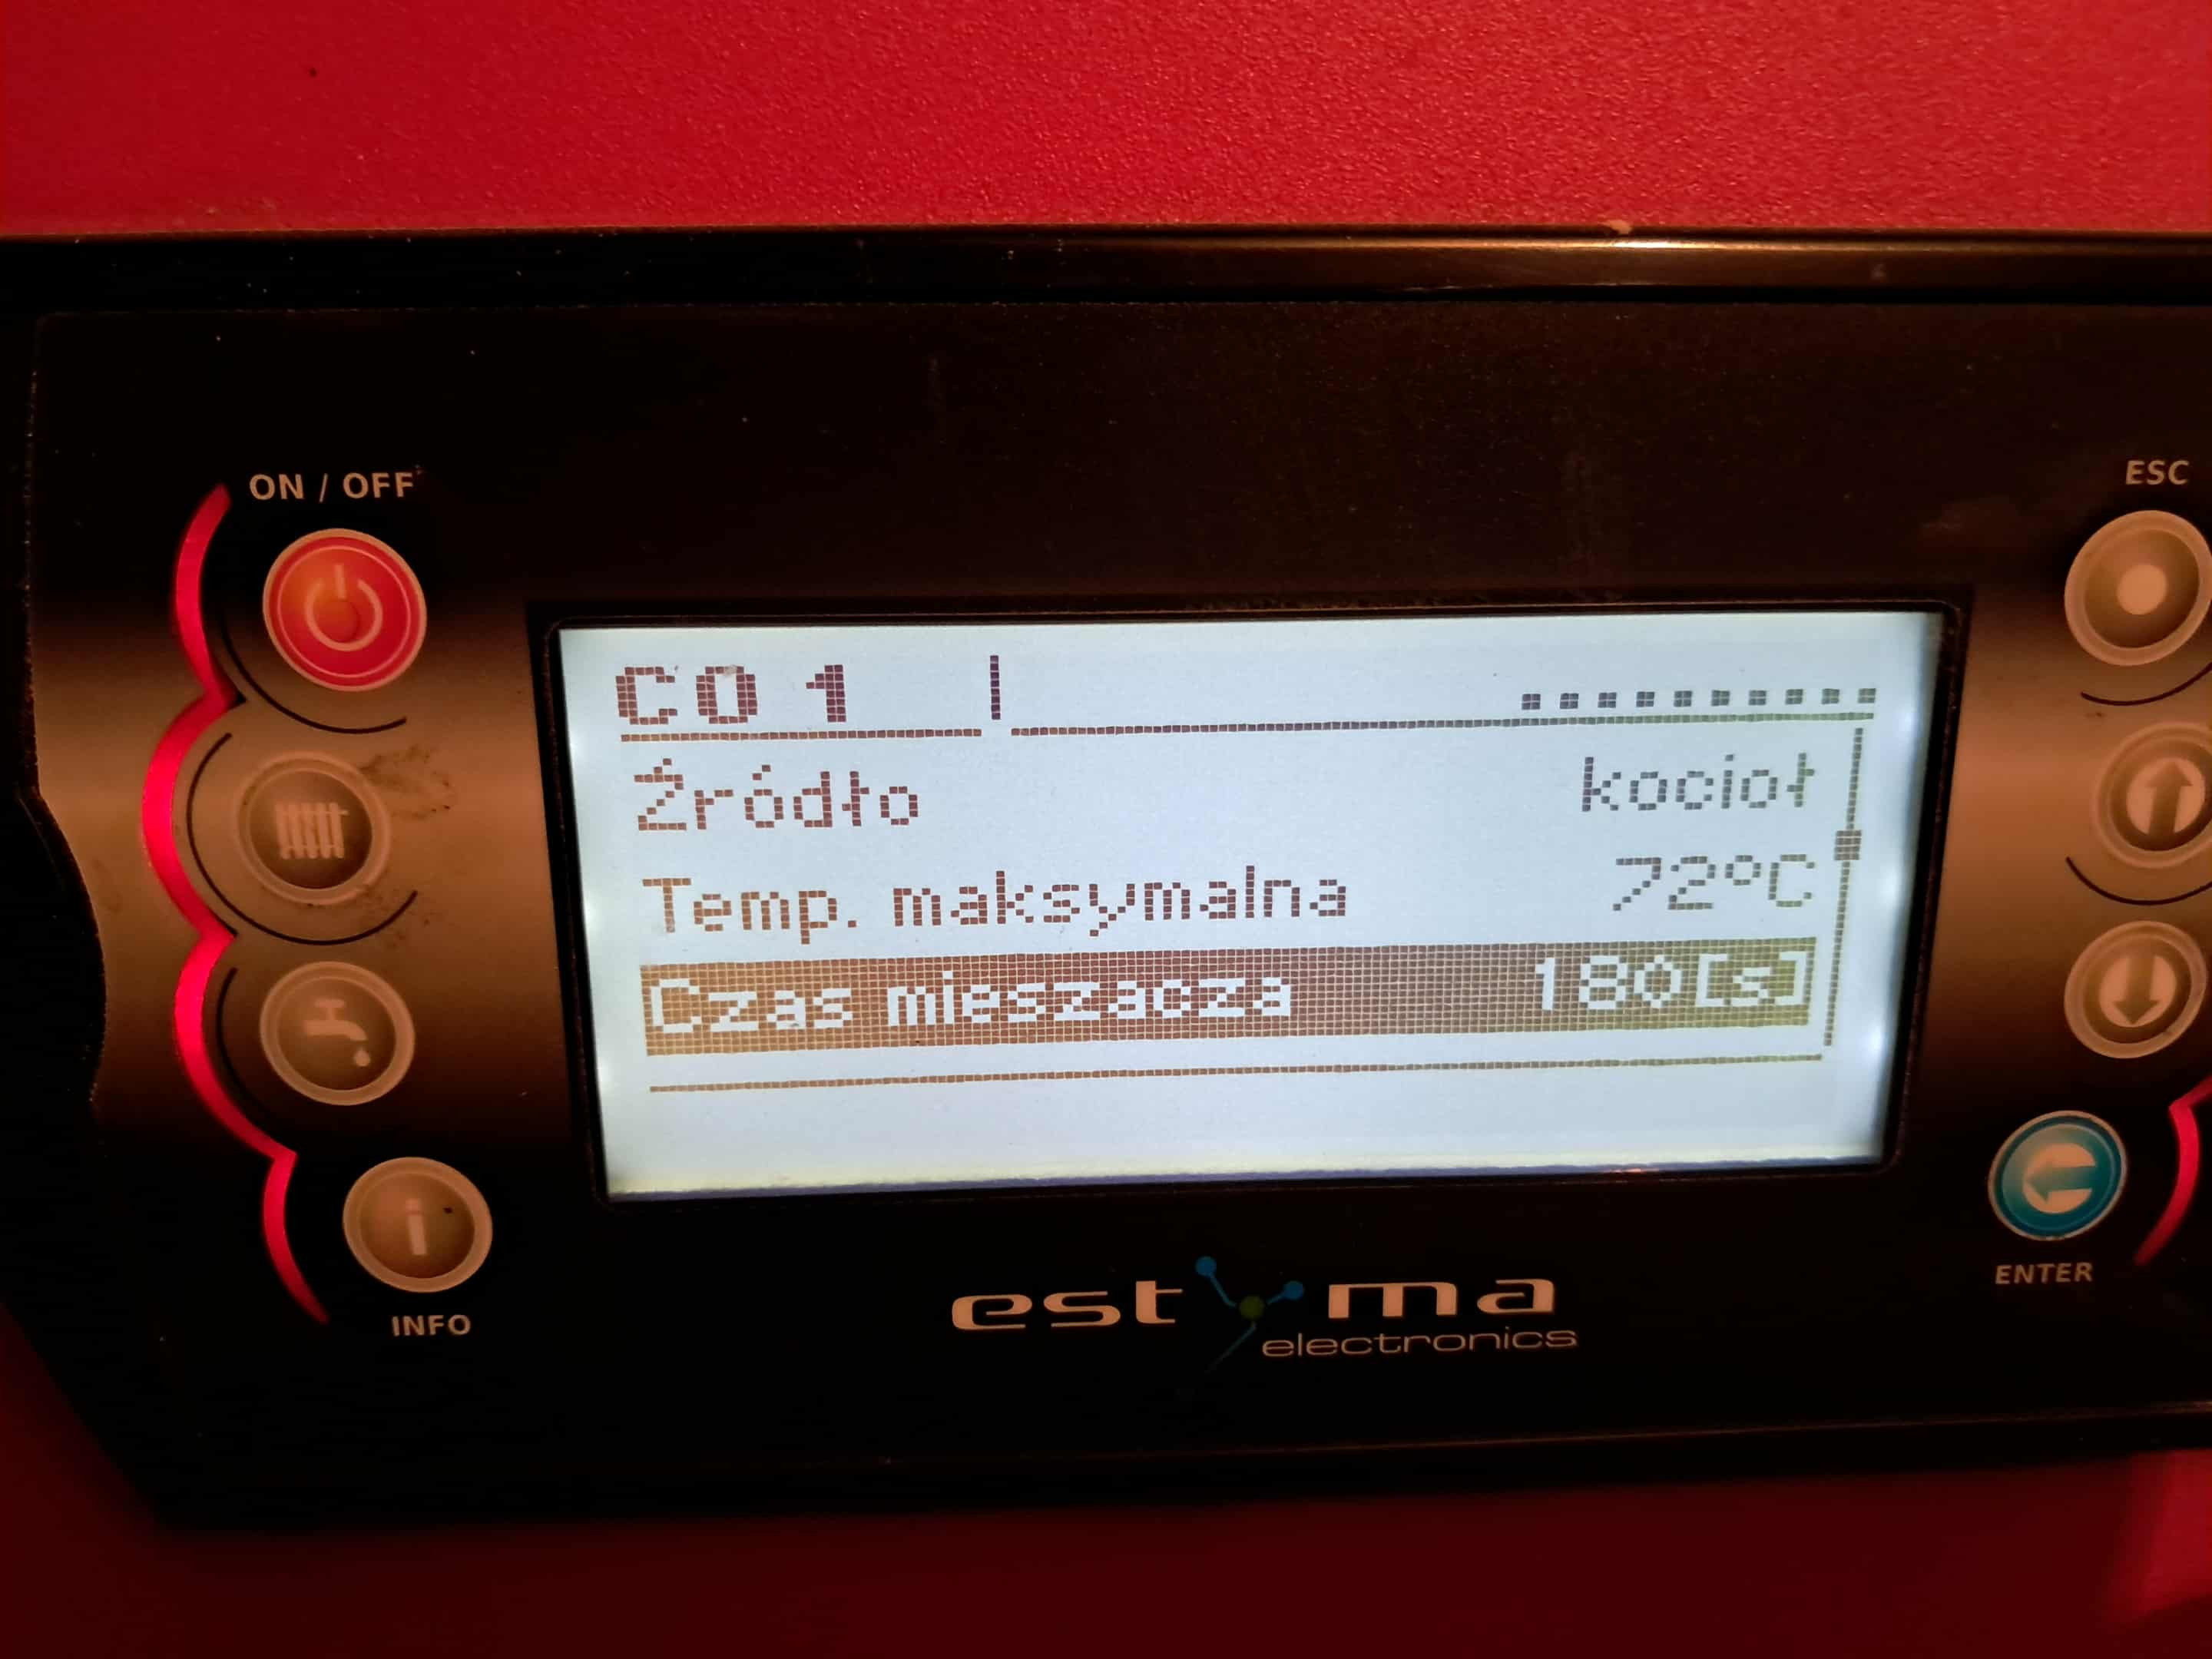 ON / OFF
ESC
CO 1
Źródło kocioł
Temp. maksymalna 72°C
Czas mieszacza 180[s]
INFO
ENTER
estyma
electronics